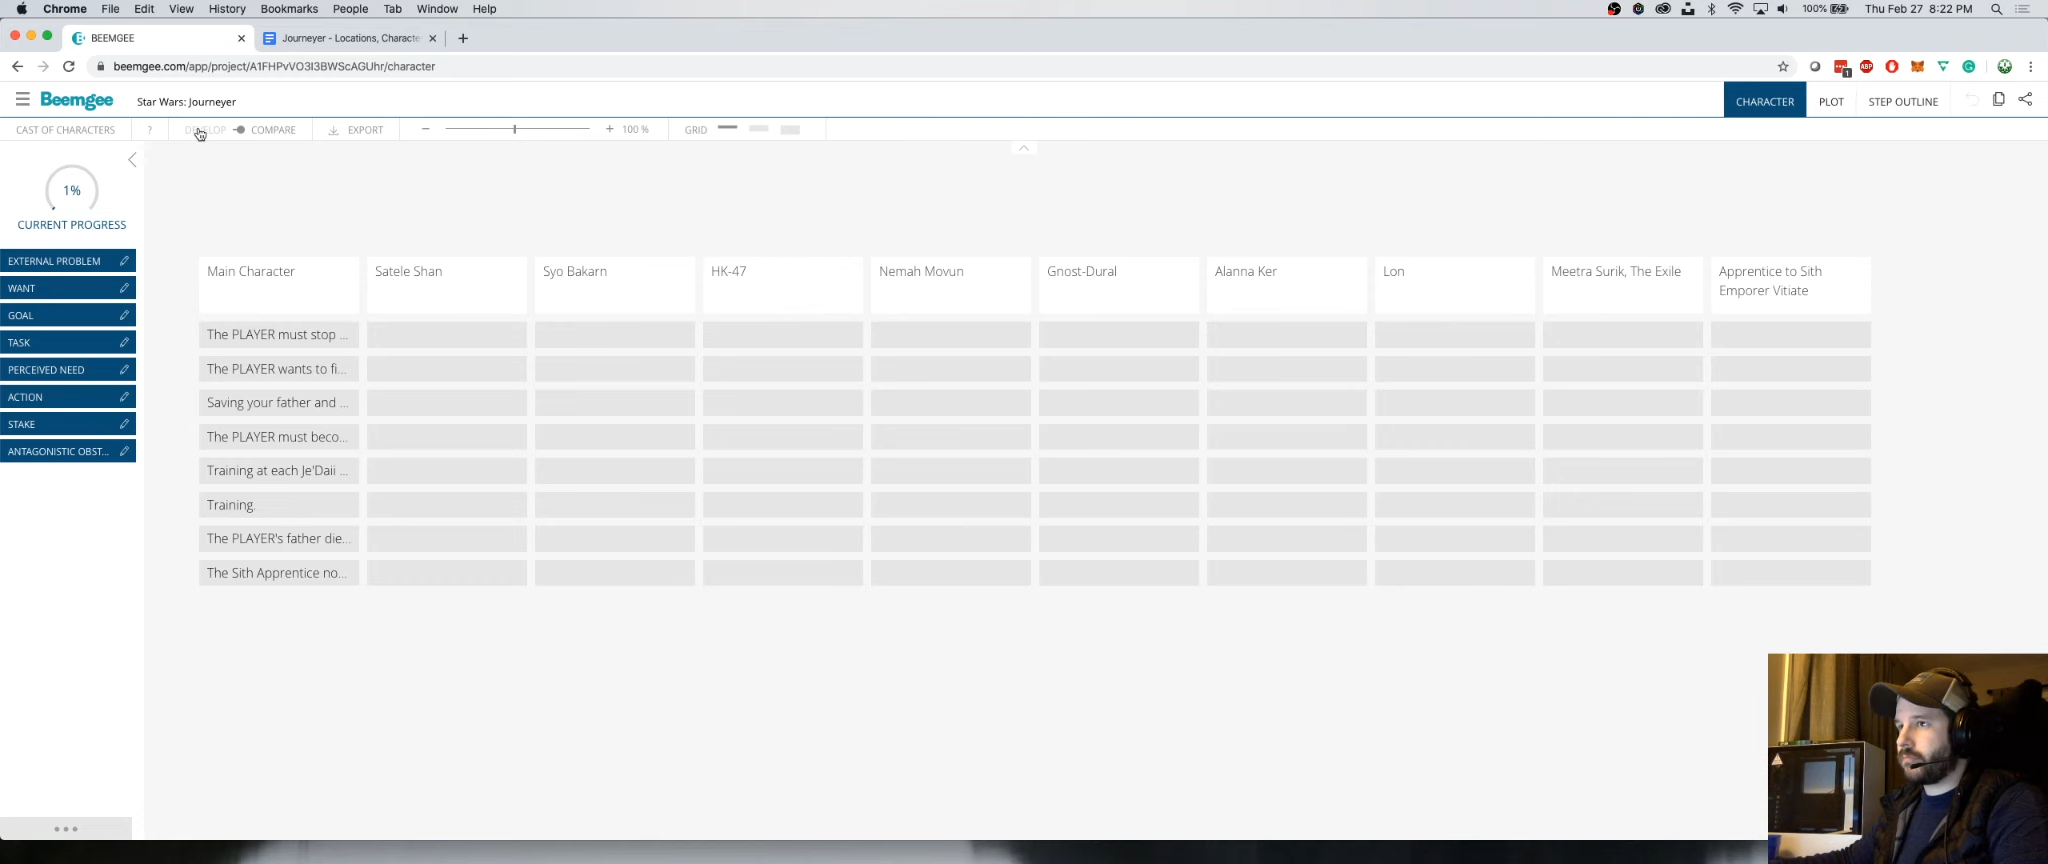 Chrome File Edit View History Bookmarks People Tab Window Help 100% Thu Feb 27 8:22 PM
BEEMGEE Journeyer - Locations, Characte
beemgee.com/app/project/A1FHPvVO3I3BWScAGUhr/character
Beemgee Star Wars: Journeyer CHARACTER PLOT STEP OUTLINE
CAST OF CHARACTERS ? DEVELOP COMPARE EXPORT − + 100 % GRID
1%
CURRENT PROGRESS
EXTERNAL PROBLEM
WANT
GOAL
TASK
PERCEIVED NEED
ACTION
STAKE
ANTAGONISTIC OBST...
Main Character Satele Shan Syo Bakarn HK-47 Nemah Movun Gnost-Dural Alanna Ker Lon Meetra Surik, The Exile Apprentice to Sith
Emporer Vitiate
The PLAYER must stop ...
The PLAYER wants to fi...
Saving your father and ...
The PLAYER must beco...
Training at each Je'Daii ...
Training.
The PLAYER's father die...
The Sith Apprentice no...